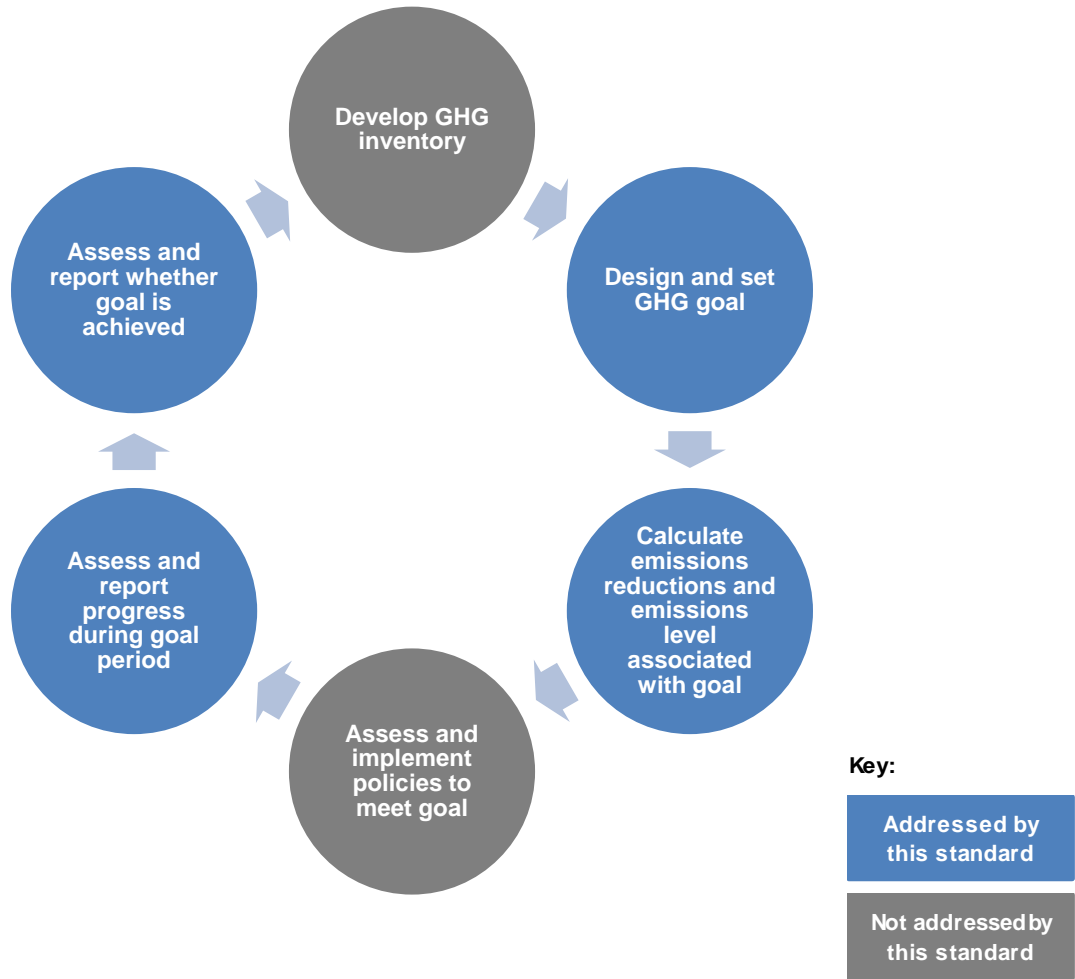 Develop GHG
inventory
Design and set
GHG goal
Calculate
emissions
reductions and
emissions
level
associated
with goal
Assess and
implement
policies to
meet goal
Assess and
report
progress
during goal
period
Assess and
report whether
goal is
achieved
Key:
Addressed by
this standard
Not addressed by
this standard